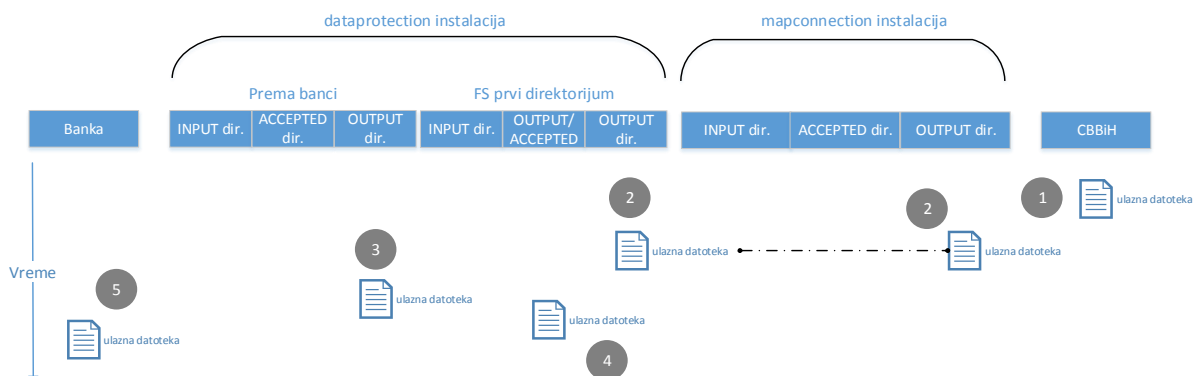 dataprotection instalacija
mapconnection instalacija
Prema banci
FS prvi direktorijum
Banka
INPUT dir.
ACCEPTED
dir.
OUTPUT
dir.
INPUT dir.
OUTPUT/
ACCEPTED
OUTPUT
dir.
INPUT dir.
ACCEPTED dir.
OUTPUT dir.
CBBiH
1
ulazna datoteka
2
2
ulazna datoteka
ulazna datoteka
3
ulazna datoteka
Vreme
5
ulazna datoteka
ulazna datoteka
4